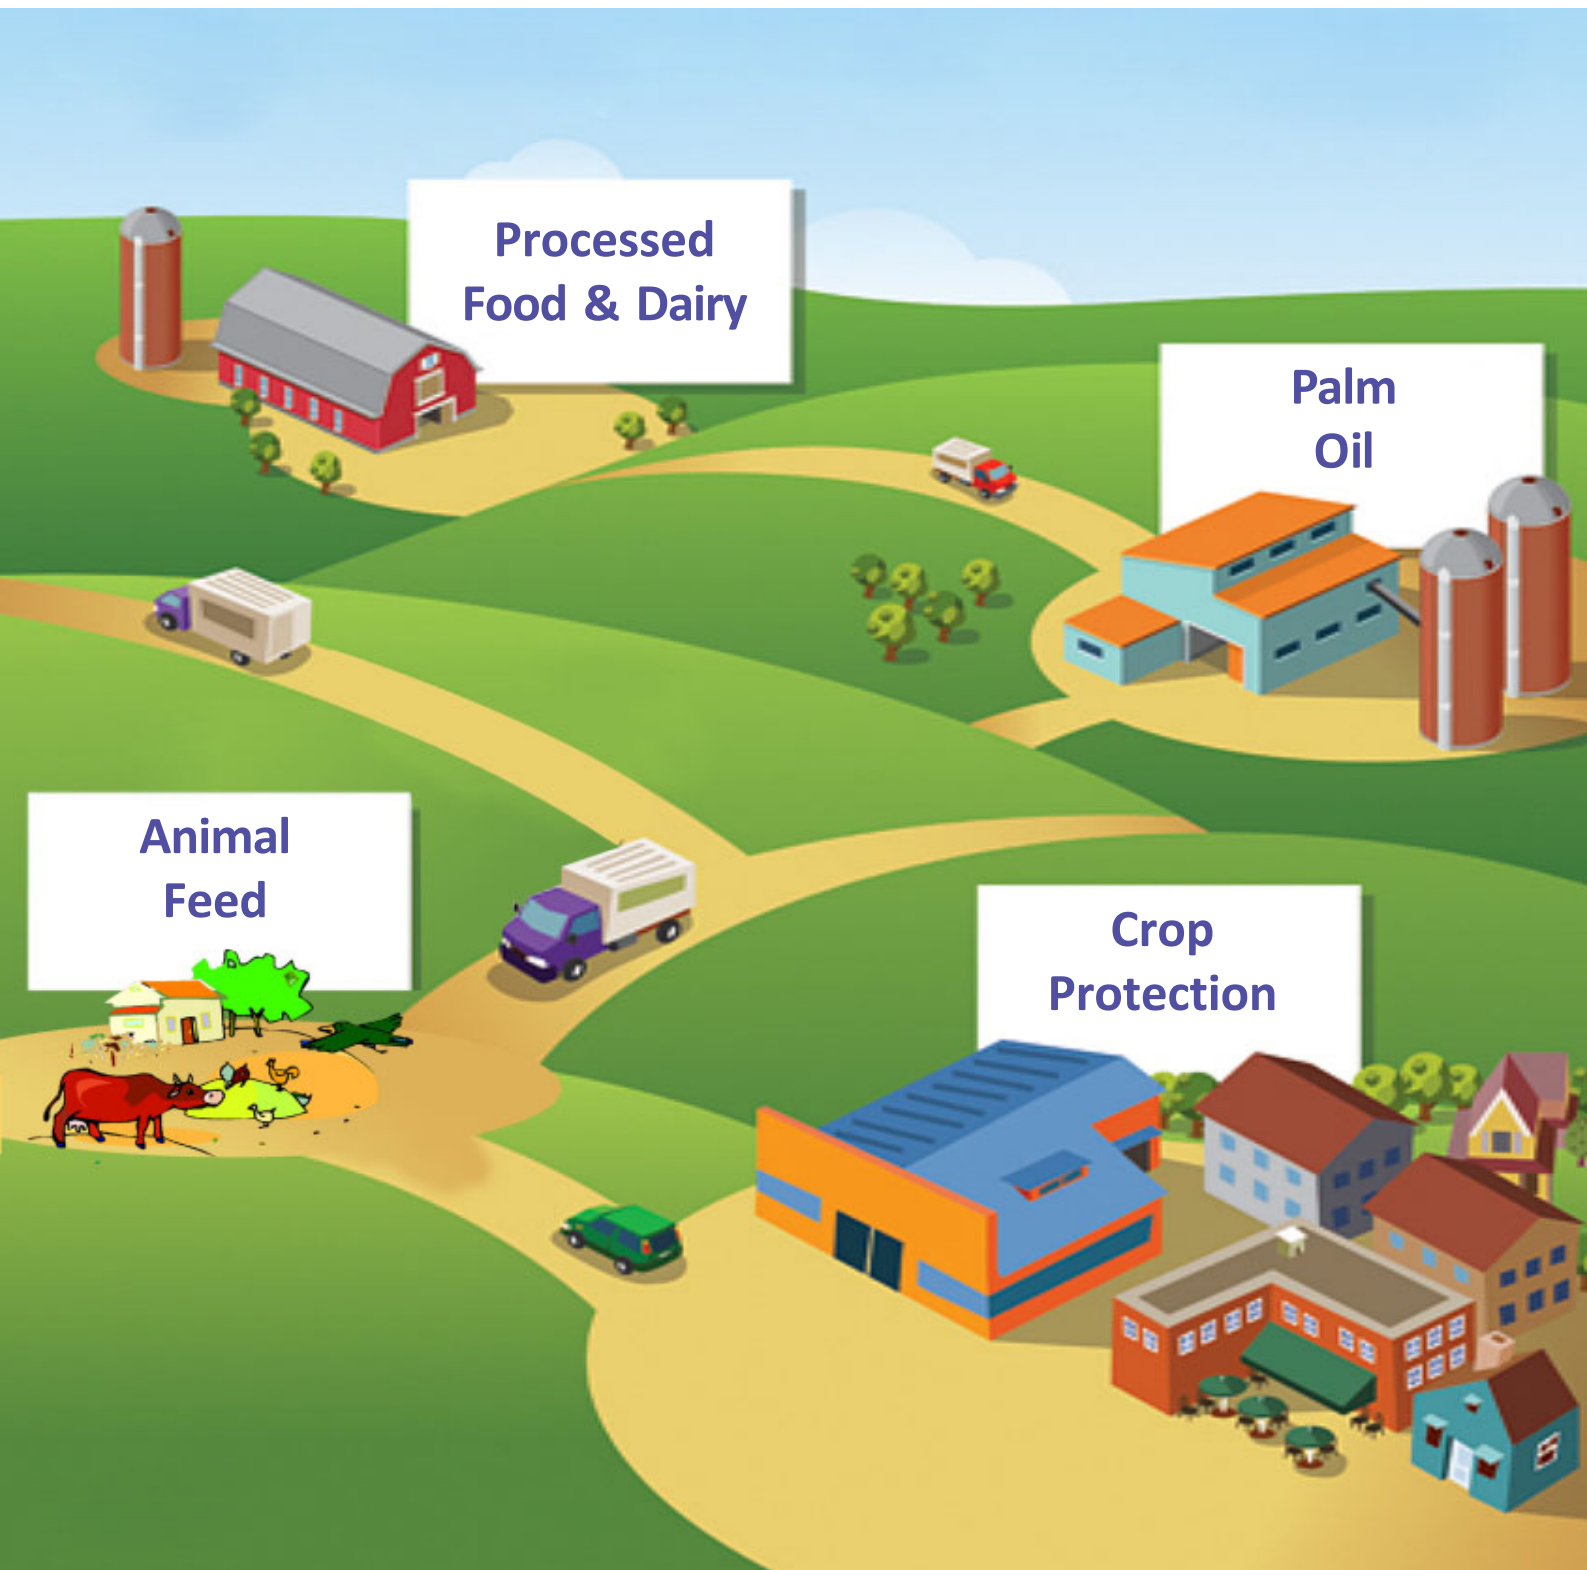 Processed
Food & Dairy
Palm
Oil
Animal
Feed
Crop
Protection